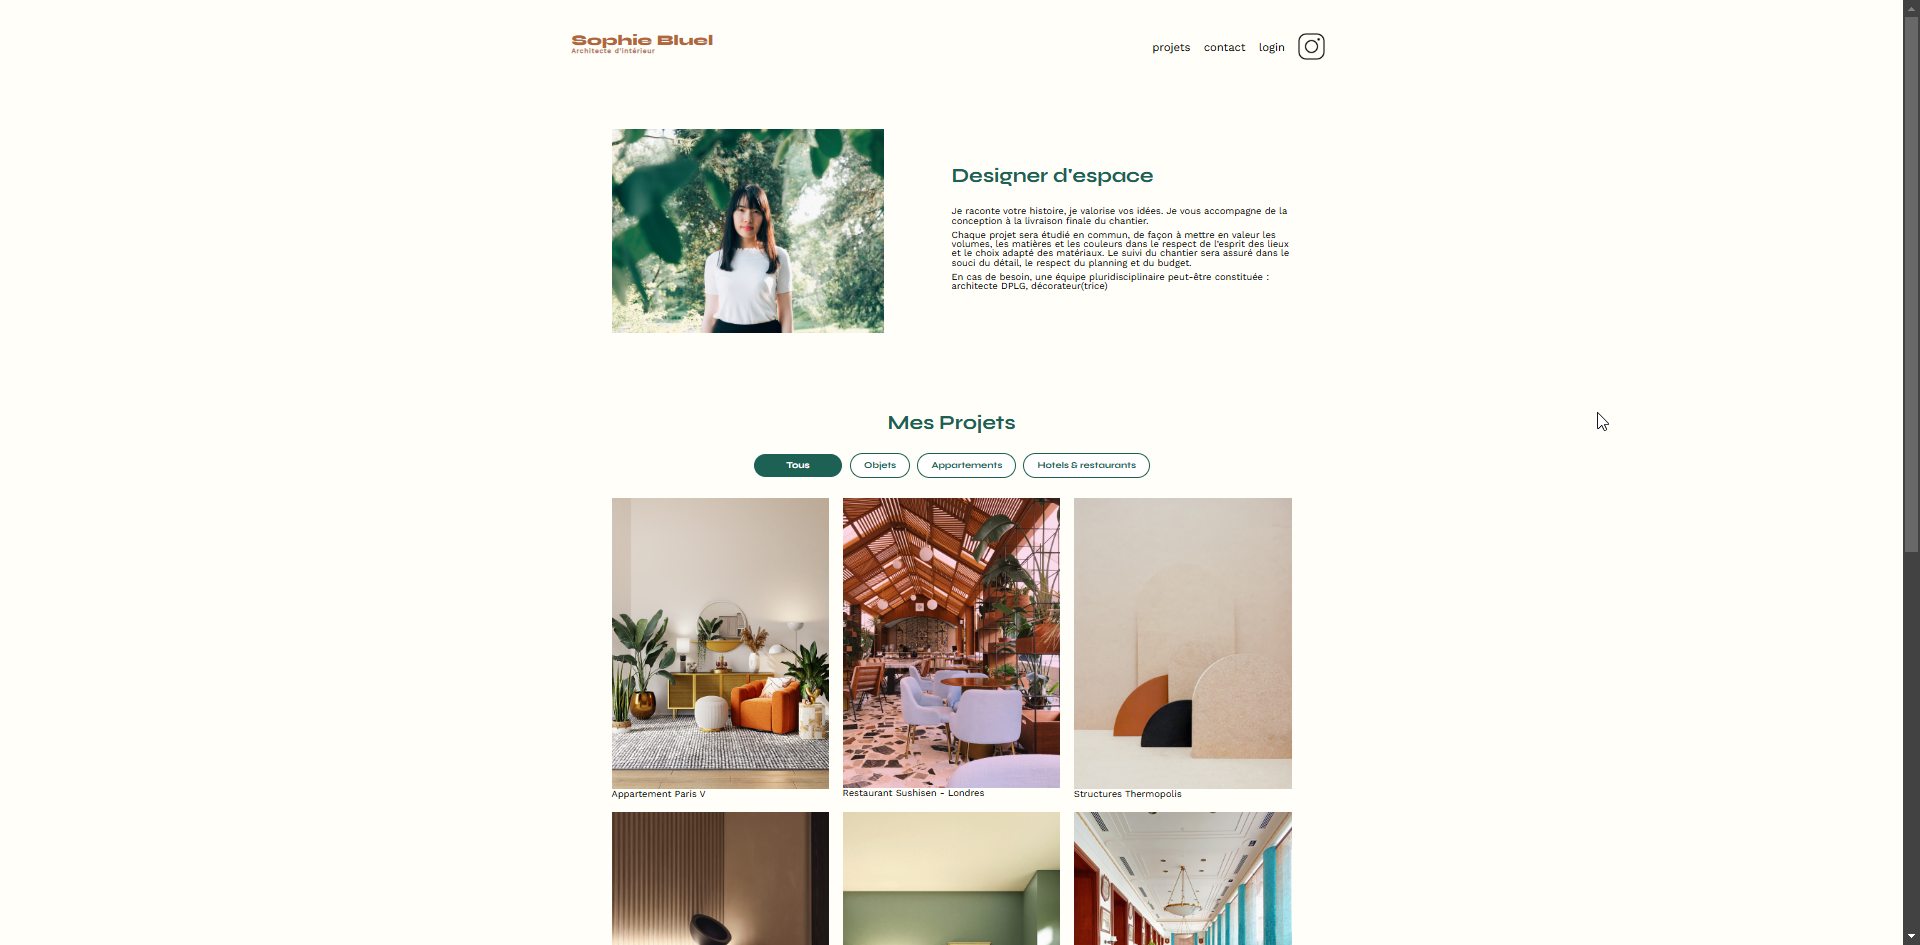 Sophie Bluel
Architecte d'intérieur
projets
contact
login
Designer d'espace
Je raconte votre histoire, je valorise vos idées. Je vous accompagne de la
conception à la livraison finale du chantier.
Chaque projet sera étudié en commun, de façon à mettre en valeur les
volumes, les matières et les couleurs dans le respect de l'esprit des lieux
et le choix adapté des matériaux. Le suivi du chantier sera assuré dans le
souci du détail, le respect du planning et du budget.
En cas de besoin, une équipe pluridisciplinaire peut-être constituée :
architecte DPLG, décorateur(trice)
Mes Projets
Tous
Objets
Appartements
Hotels & restaurants
Appartement Paris V
Restaurant Sushisen - Londres
Structures Thermopolis